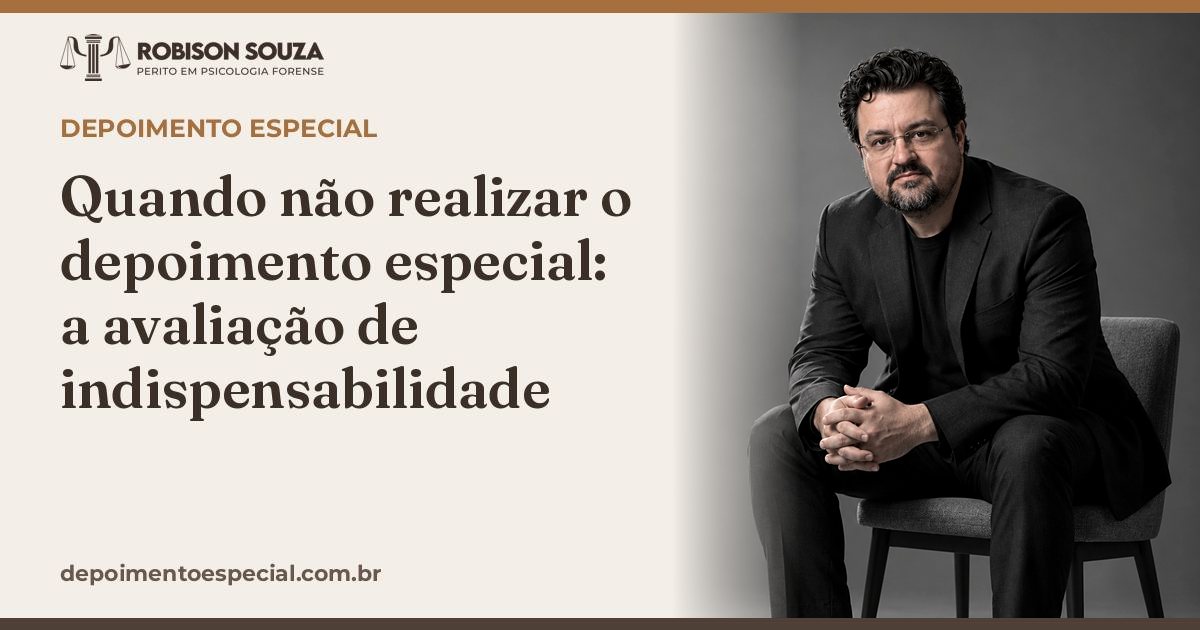 ROBISON SOUZA
PERITO EM PSICOLOGIA FORENSE
DEPOIMENTO ESPECIAL
Quando não realizar o
depoimento especial:
a avaliação de
indispensabilidade
depoimentoespecial.com.br